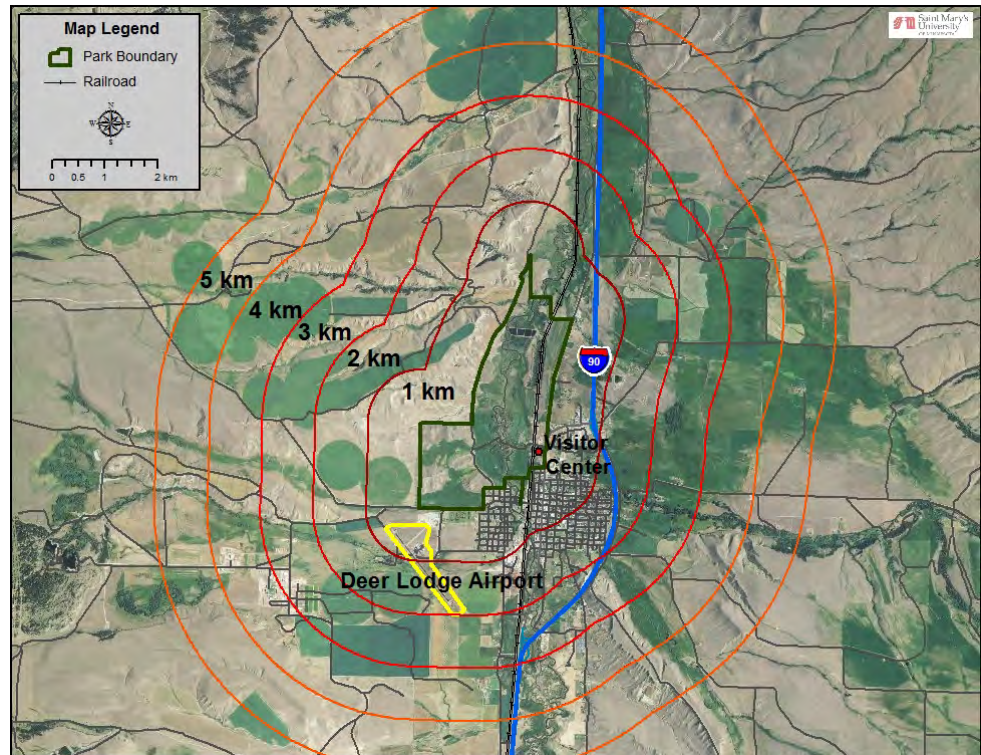 Map Legend
Park Boundary
Railroad
N
W
E
S
0 0.5 1 2 km
Saint Mary's
University
5 km
4 km
3 km
2 km
1 km
90
Visitor
Center
Deer Lodge Airport